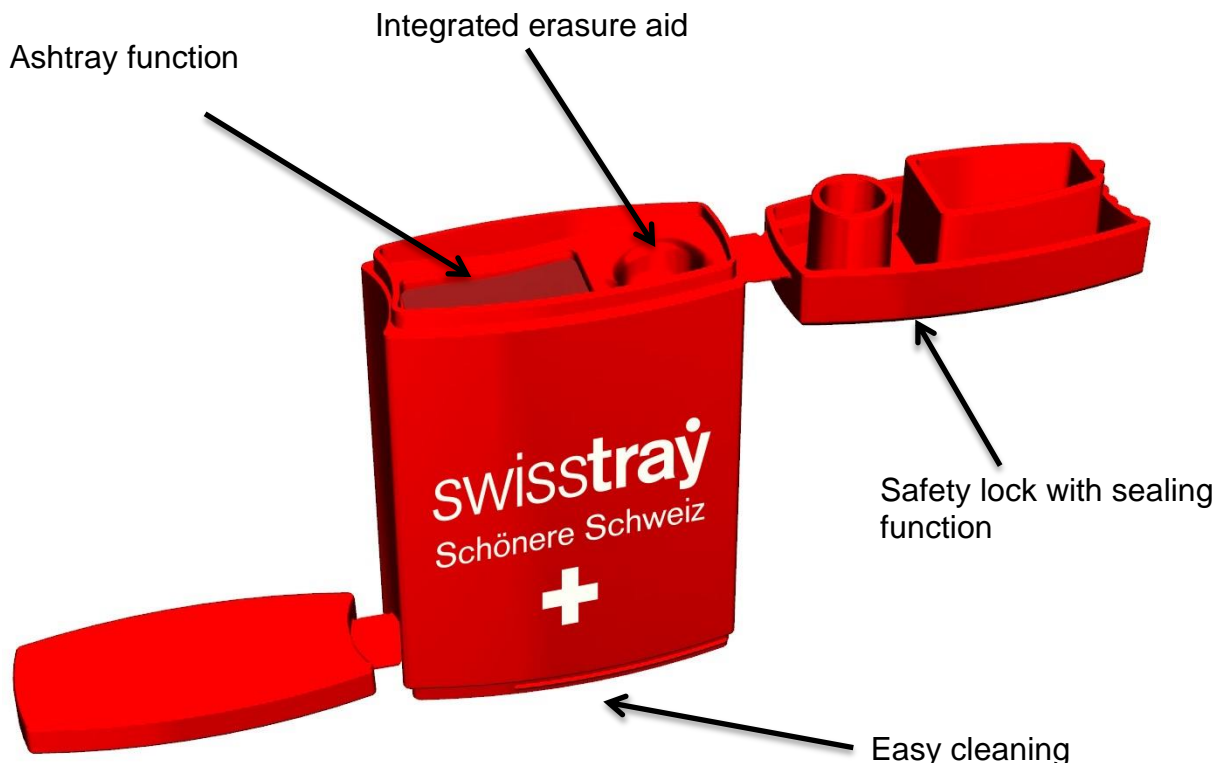 Integrated erasure aid
Ashtray function
swisstray
Schönere Schweiz
Safety lock with sealing
function
Easy cleaning